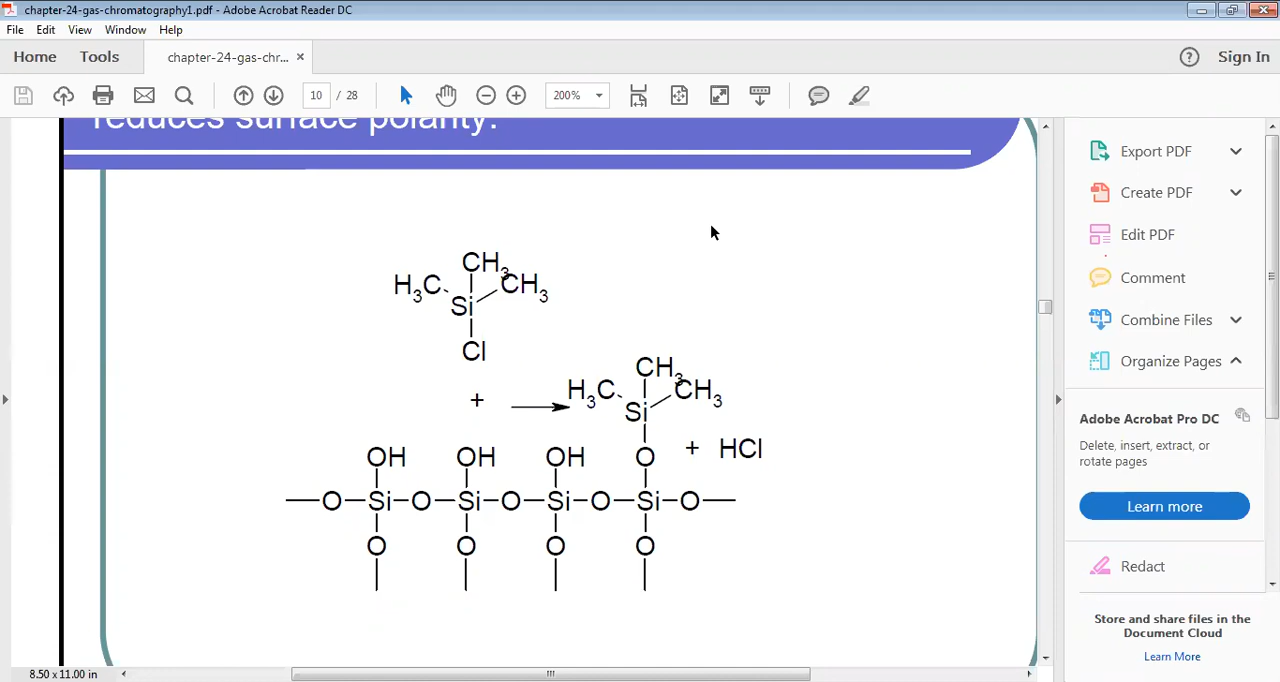 chapter-24-gas-chromatography1.pdf - Adobe Acrobat Reader DC
File Edit View Window Help
Home Tools chapter-24-gas-chr... × Sign In
10 / 28 200%
reduces surface polarity.
CH3
H3C CH3
Si
Cl
+
CH3
H3C CH3
Si
OH OH OH O + HCl
O Si O Si O Si O Si O
O O O O
8.50 x 11.00 in
Export PDF
Create PDF
Edit PDF
Comment
Combine Files
Organize Pages
Adobe Acrobat Pro DC
Delete, insert, extract, or
rotate pages
Learn more
Redact
Store and share files in the
Document Cloud
Learn More